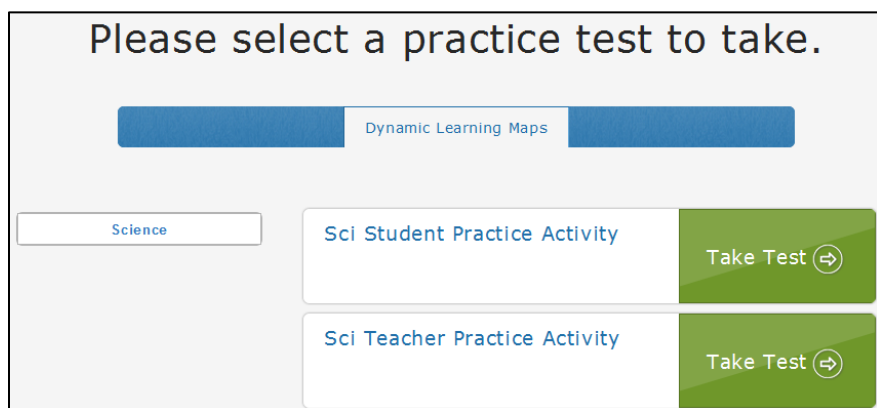 Please select a practice test to take.
Dynamic Learning Maps
Science
Sci Student Practice Activity
Take Test
Sci Teacher Practice Activity
Take Test